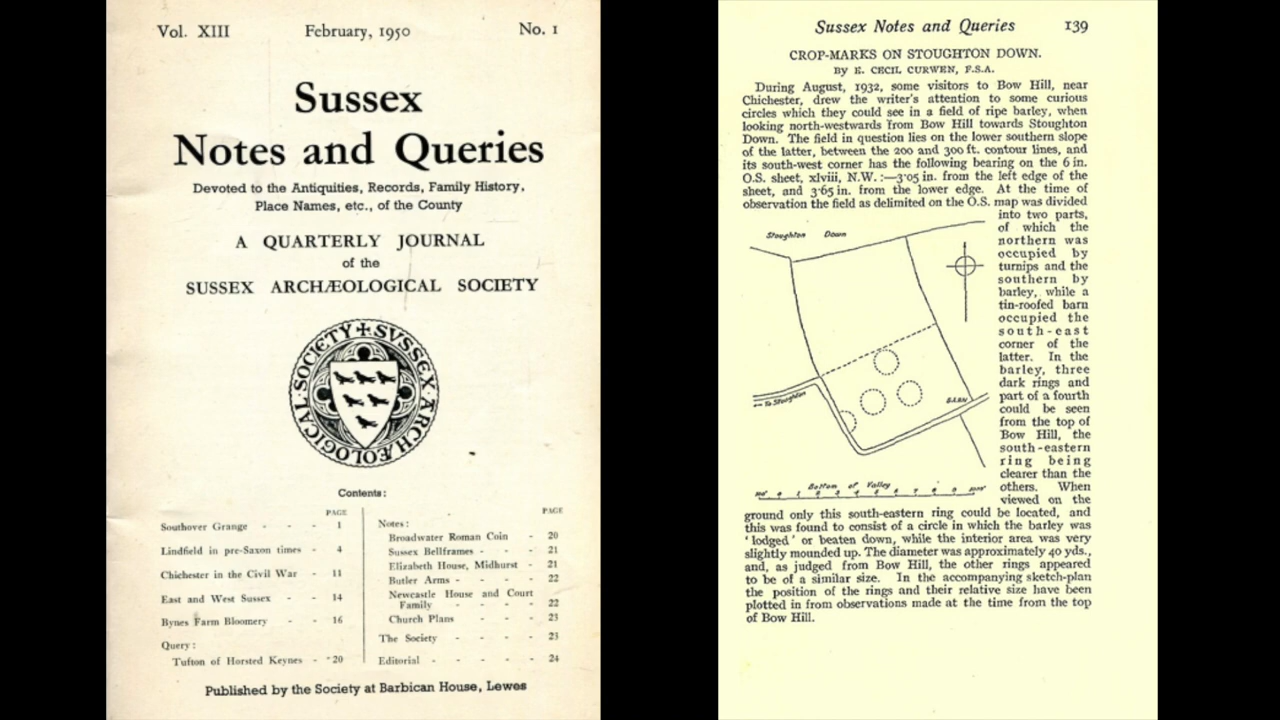 Vol. XIII February, 1950 No. 1
Sussex
Notes and Queries
Devoted to the Antiquities, Records, Family History,
Place Names, etc., of the County
A QUARTERLY JOURNAL
of the
SUSSEX ARCHÆOLOGICAL SOCIETY
SUSSEX ARCHÆOLOGICAL SOCIETY
Contents:
PAGE
Southover Grange - - - 1
Lindfield in pre-Saxon times - 4
Chichester in the Civil War - 11
East and West Sussex - - 14
Bynes Farm Bloomery - - 16
Query:
Tufton of Horsted Keynes - - 20
PAGE
Notes:
Broadwater Roman Coin - 20
Sussex Bellframes - - - 21
Elizabeth House, Midhurst - 21
Butler Arms - - - - 22
Newcastle House and Court
Family - - - - 22
Church Plans - - - 23
The Society - - - - 23
Editorial - - - - - 24
Published by the Society at Barbican House, Lewes
Sussex Notes and Queries 139
CROP-MARKS ON STOUGHTON DOWN.
BY E. CECIL CURWEN, F.S.A.
During August, 1932, some visitors to Bow Hill, near
Chichester, drew the writer's attention to some curious
circles which they could see in a field of ripe barley, when
looking north-westwards from Bow Hill towards Stoughton
Down. The field in question lies on the lower southern slope
of the latter, between the 200 and 300 ft. contour lines, and
its south-west corner has the following bearing on the 6 in.
O.S. sheet, xlviii, N.W. :—3·05 in. from the left edge of the
sheet, and 3·65 in. from the lower edge. At the time of
observation the field as delimited on the O.S. map was divided
into two parts,
of which the
northern was
occupied by
turnips and the
southern by
barley, while a
tin-roofed barn
occupied the
south-east
corner of the
latter. In the
barley, three
dark rings and
part of a fourth
could be seen
from the top of
Bow Hill, the
south-eastern
ring being
clearer than the
others. When
viewed on the
Stoughton Down
← To Stoughton
BARN
Bottom of Valley
0 1 2 3 4 5 6 7 8 9
ground only this south-eastern ring could be located, and
this was found to consist of a circle in which the barley was
'lodged' or beaten down, while the interior area was very
slightly mounded up. The diameter was approximately 40 yds.,
and, as judged from Bow Hill, the other rings appeared
to be of a similar size. In the accompanying sketch-plan
the position of the rings and their relative size have been
plotted in from observations made at the time from the top
of Bow Hill.